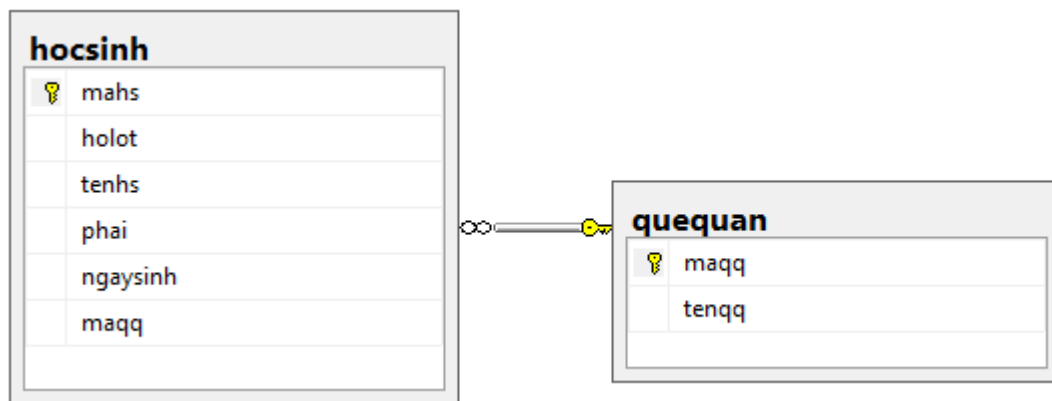 hocsinh
mahs
holot
tenhs
phai
ngaysinh
maqq
quequan
maqq
tenqq